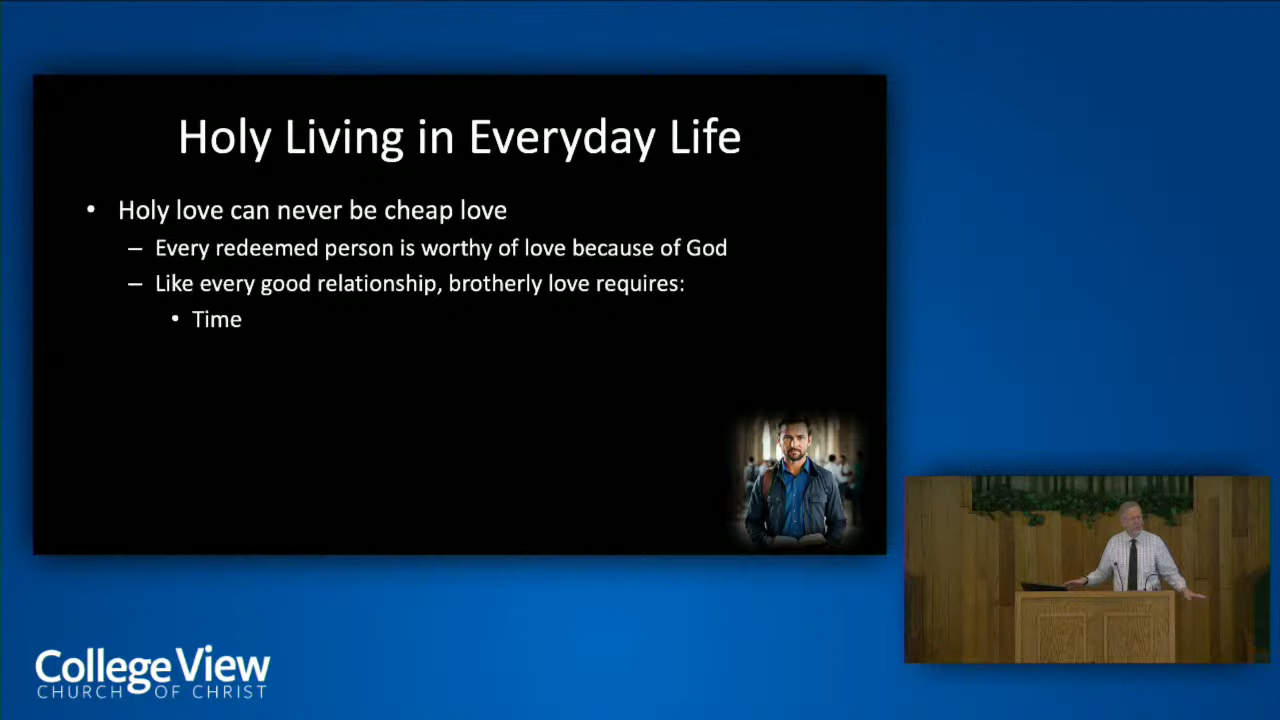 Holy Living in Everyday Life
• Holy love can never be cheap love
– Every redeemed person is worthy of love because of God
– Like every good relationship, brotherly love requires:
• Time
College View
CHURCH OF CHRIST